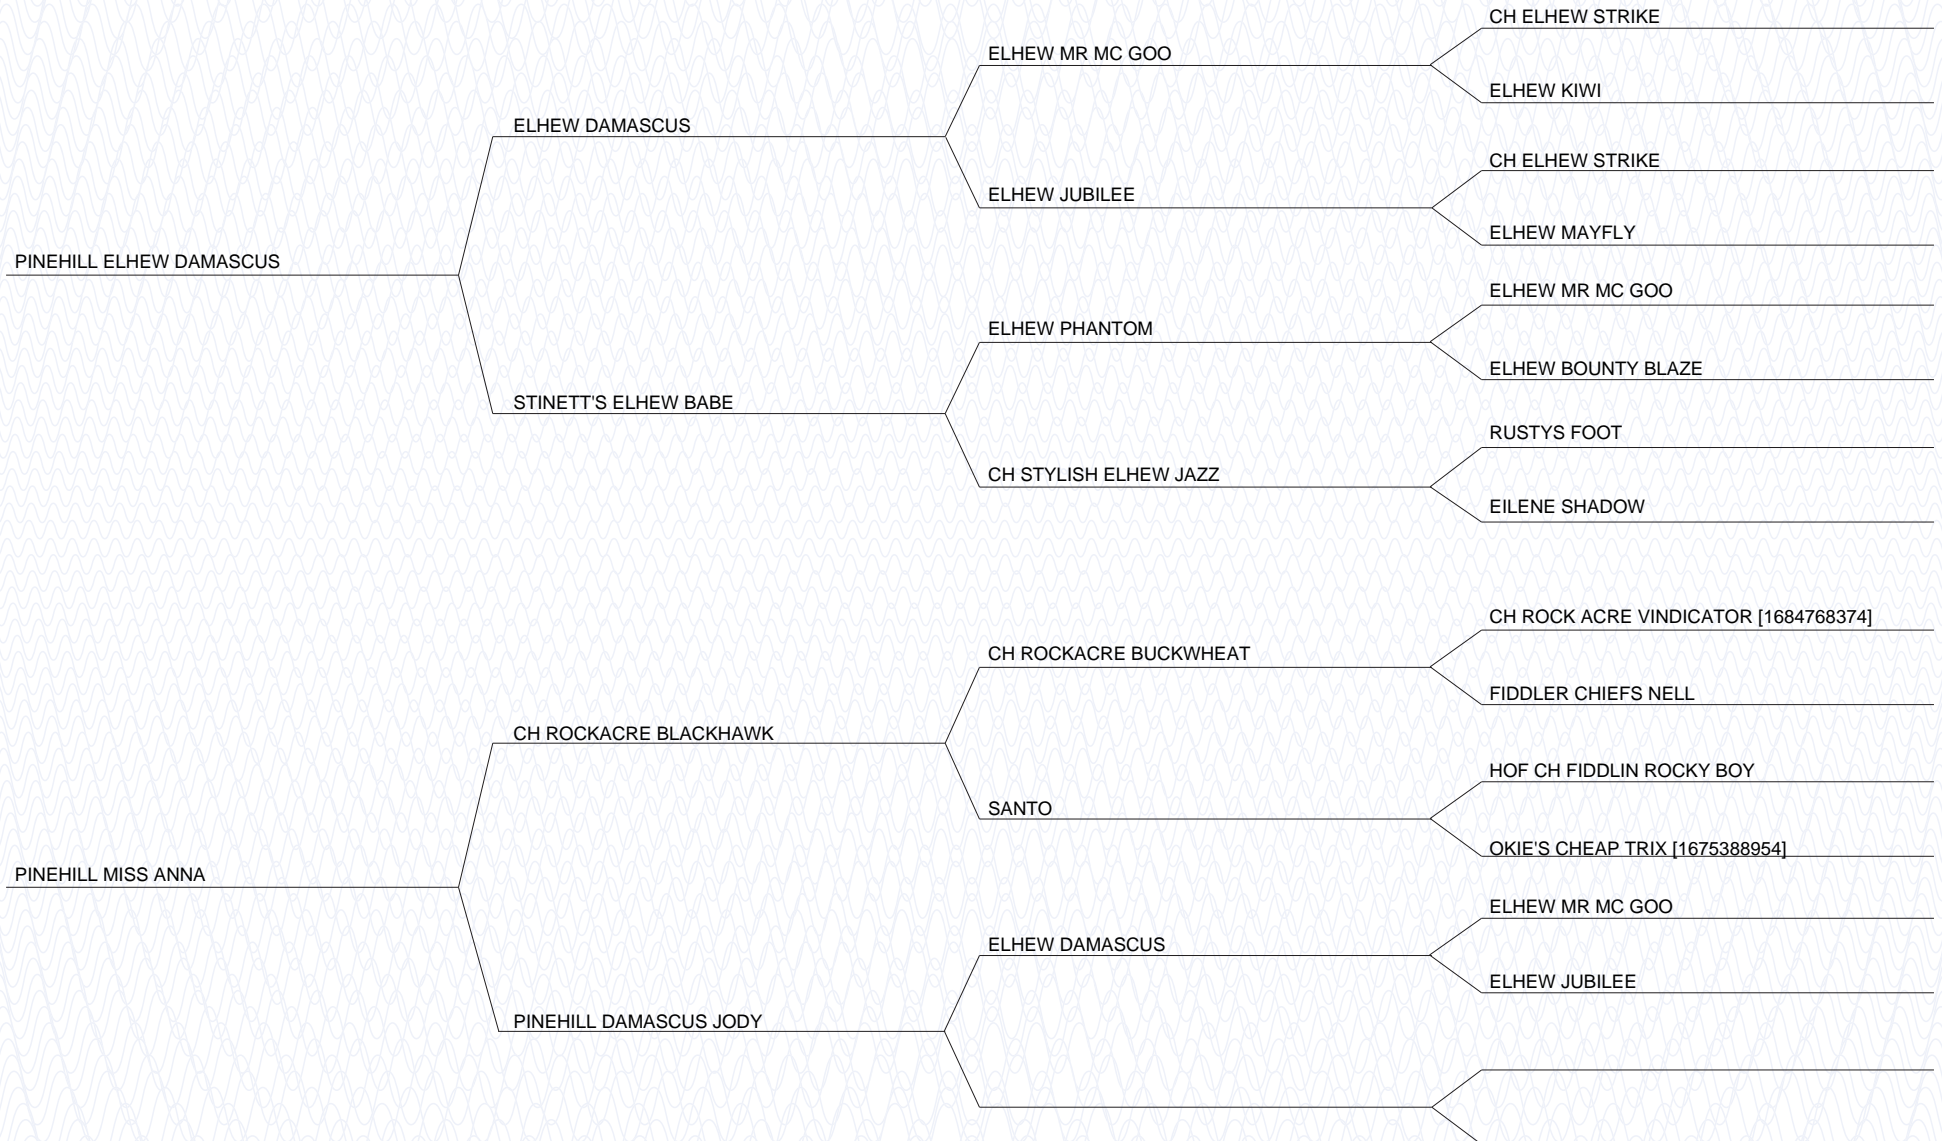 CH ELHEW STRIKE
ELHEW MR MC GOO
ELHEW KIWI
ELHEW DAMASCUS
CH ELHEW STRIKE
ELHEW JUBILEE
ELHEW MAYFLY
PINEHILL ELHEW DAMASCUS
ELHEW MR MC GOO
ELHEW PHANTOM
ELHEW BOUNTY BLAZE
STINETT'S ELHEW BABE
RUSTYS FOOT
CH STYLISH ELHEW JAZZ
EILENE SHADOW
CH ROCK ACRE VINDICATOR [1684768374]
CH ROCKACRE BUCKWHEAT
FIDDLER CHIEFS NELL
CH ROCKACRE BLACKHAWK
HOF CH FIDDLIN ROCKY BOY
SANTO
OKIE'S CHEAP TRIX [1675388954]
PINEHILL MISS ANNA
ELHEW MR MC GOO
ELHEW DAMASCUS
ELHEW JUBILEE
PINEHILL DAMASCUS JODY